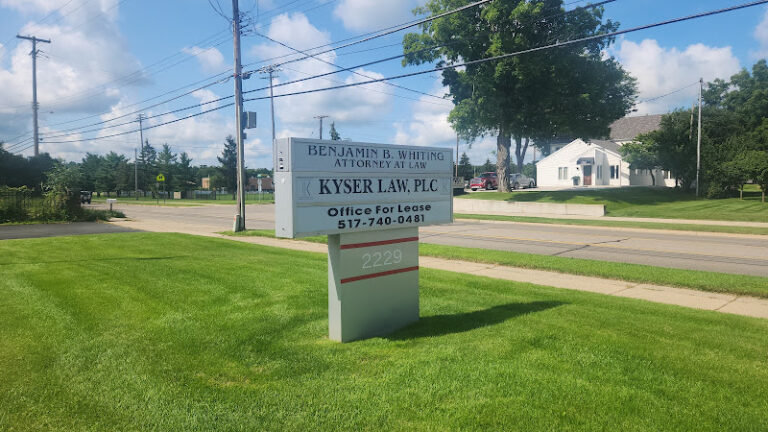 BENJAMIN B. WHITING
ATTORNEY AT LAW
KYSER LAW, PLC
Office For Lease
517-740-0481
2229